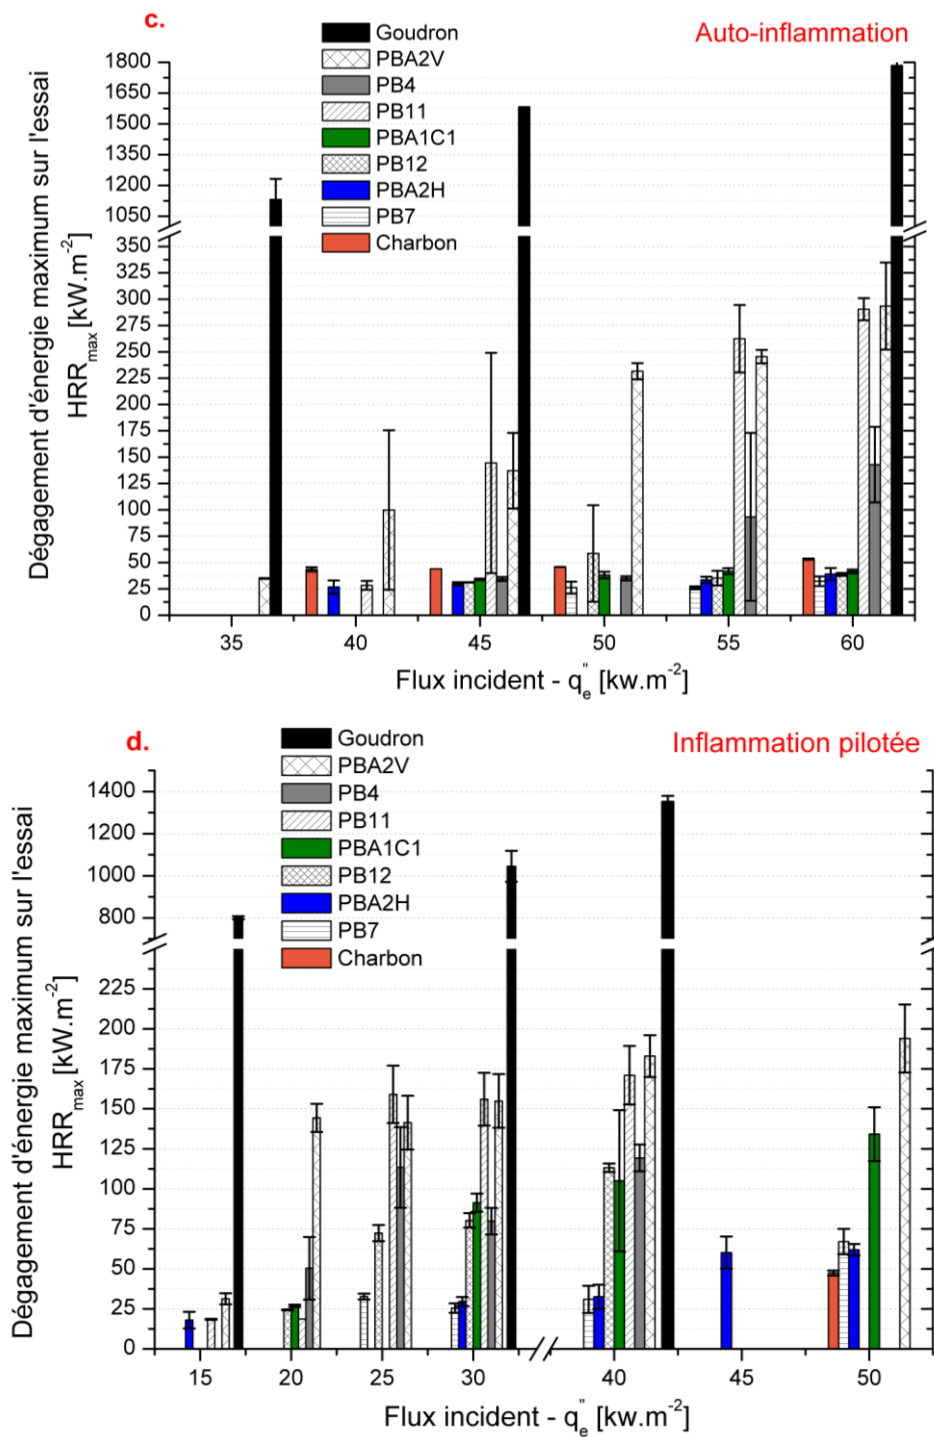 c.
Auto-inflammation
Goudron
PBA2V
PB4
PB11
PBA1C1
PB12
PBA2H
PB7
Charbon
Dégagement d'énergie maximum sur l'essai
HRRmax [kW.m-2]
1800
1650
1500
1350
1200
1050
350
325
300
275
250
225
200
175
150
125
100
75
50
25
0
35 40 45 50 55 60
Flux incident - qe" [kw.m-2]
d.
Inflammation pilotée
Goudron
PBA2V
PB4
PB11
PBA1C1
PB12
PBA2H
PB7
Charbon
Dégagement d'énergie maximum sur l'essai
HRRmax [kW.m-2]
1400
1200
1000
800
225
200
175
150
125
100
75
50
25
0
15 20 25 30 40 45 50
Flux incident - qe" [kw.m-2]